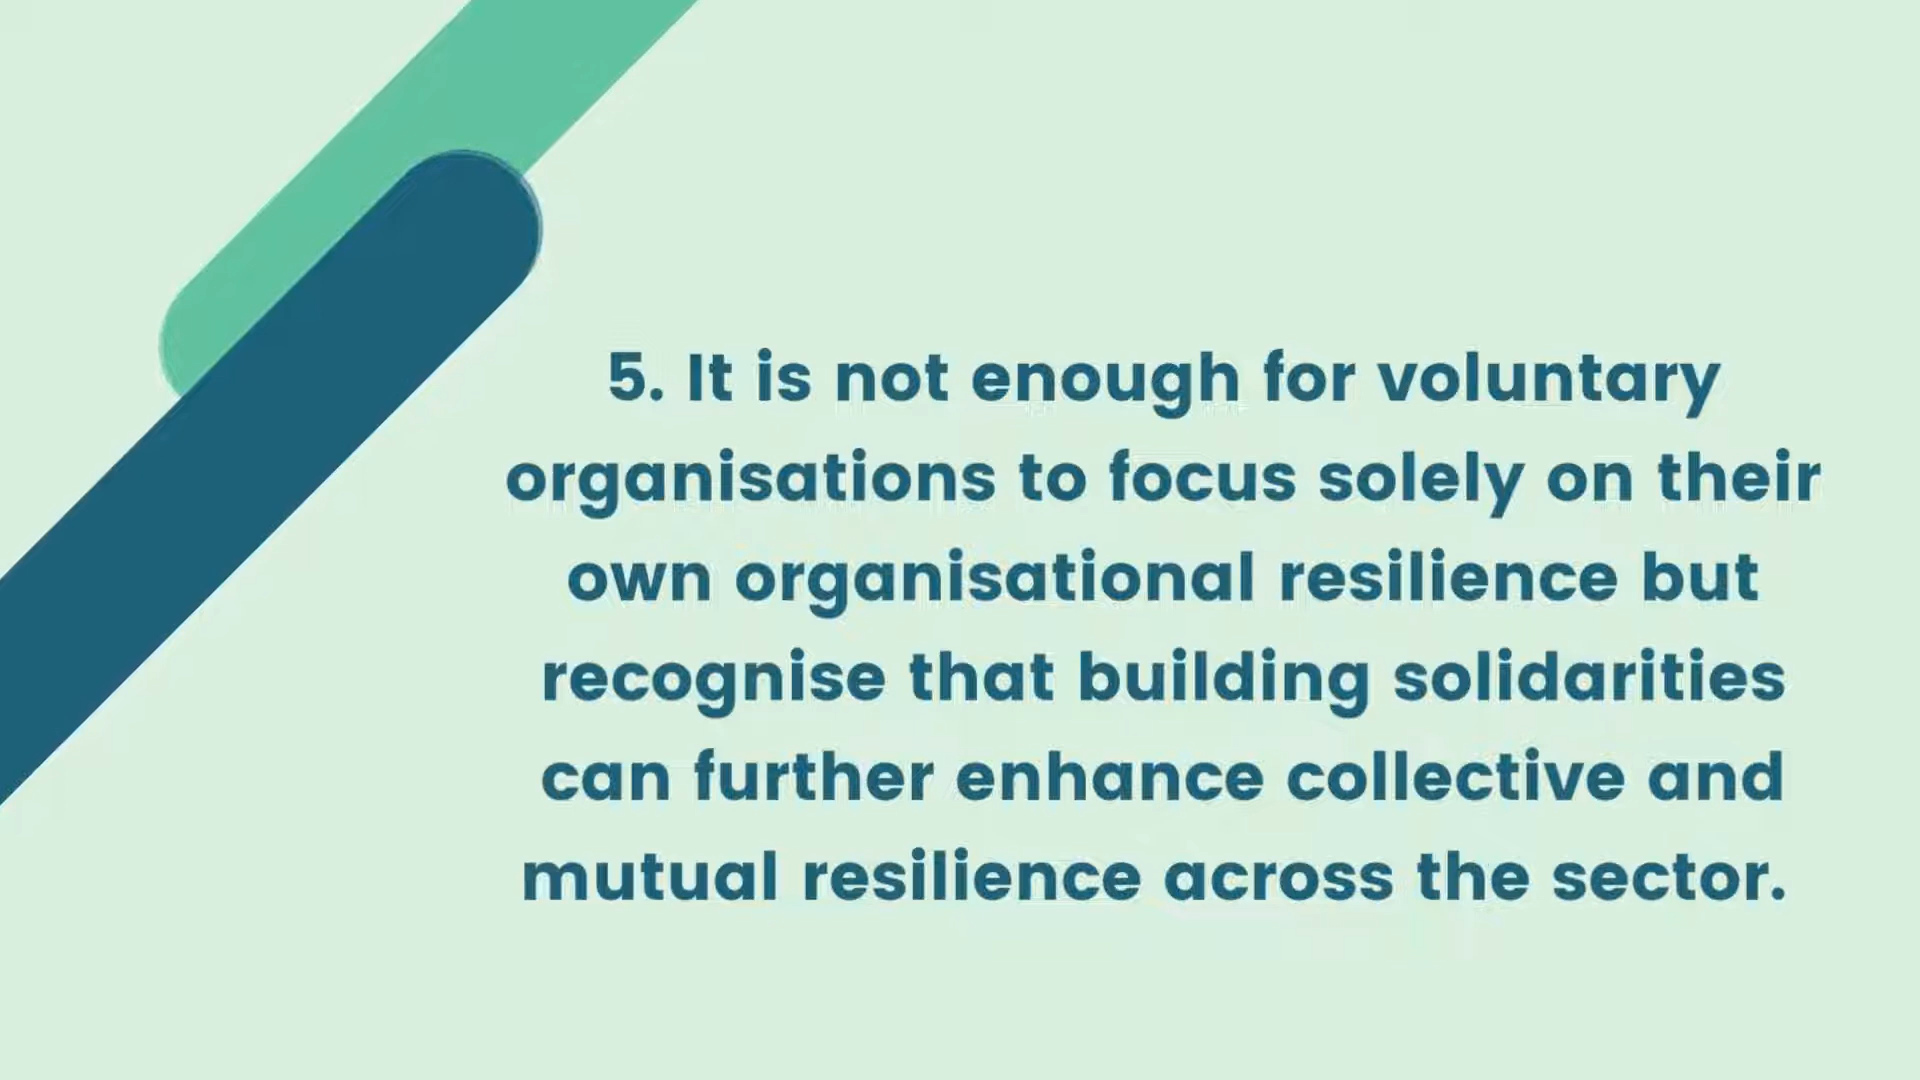 5. It is not enough for voluntary
organisations to focus solely on their
own organisational resilience but
recognise that building solidarities
can further enhance collective and
mutual resilience across the sector.